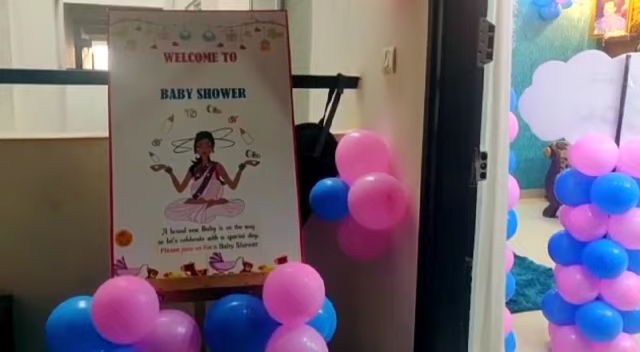 WELCOME TO
BABY SHOWER
A brand new Baby is on the way
so let's celebrate with a special day.
Please join us for a Baby Shower